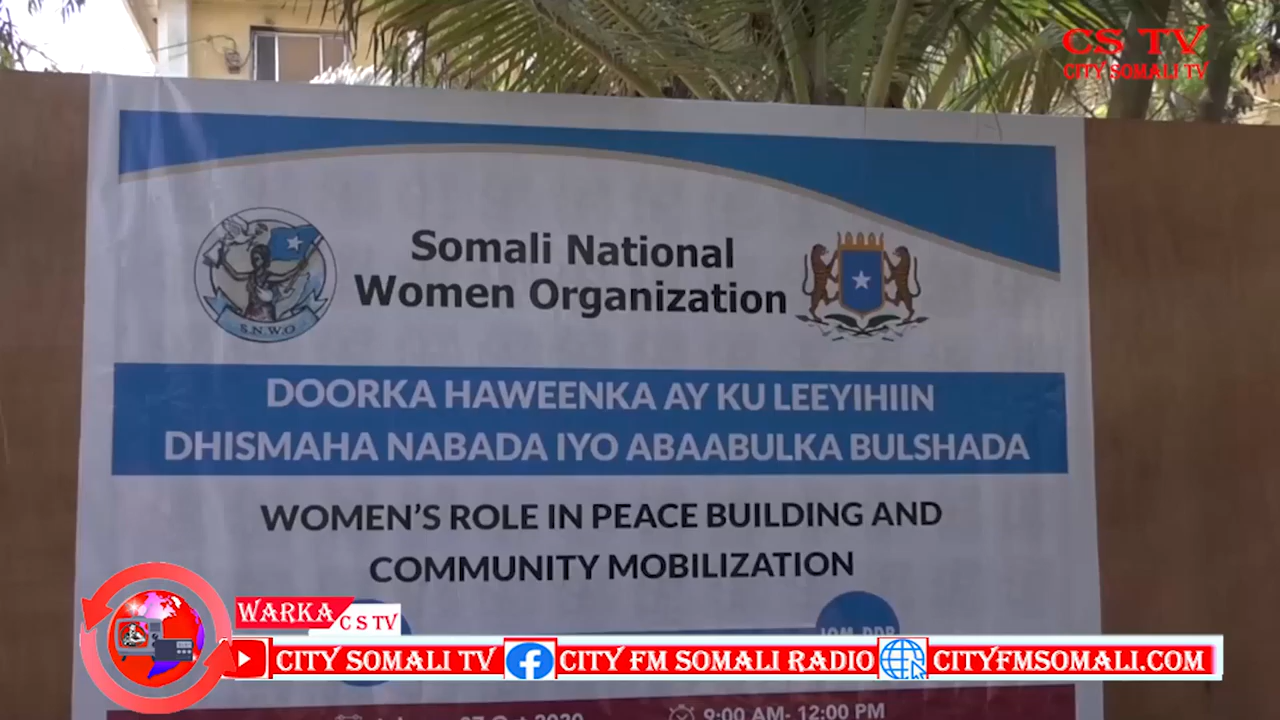 CS TV
CITY SOMALI TV
Somali National
Women Organization
S.N.W.O
DOORKA HAWEENKA AY KU LEEYIHIIN
DHISMAHA NABADA IYO ABAABULKA BULSHADA
WOMEN'S ROLE IN PEACE BUILDING AND
COMMUNITY MOBILIZATION
WARKA
C S TV
CITY SOMALI TV
CITY FM SOMALI RADIO
CITYFMSOMALI.COM
9:00 AM- 12:00 PM